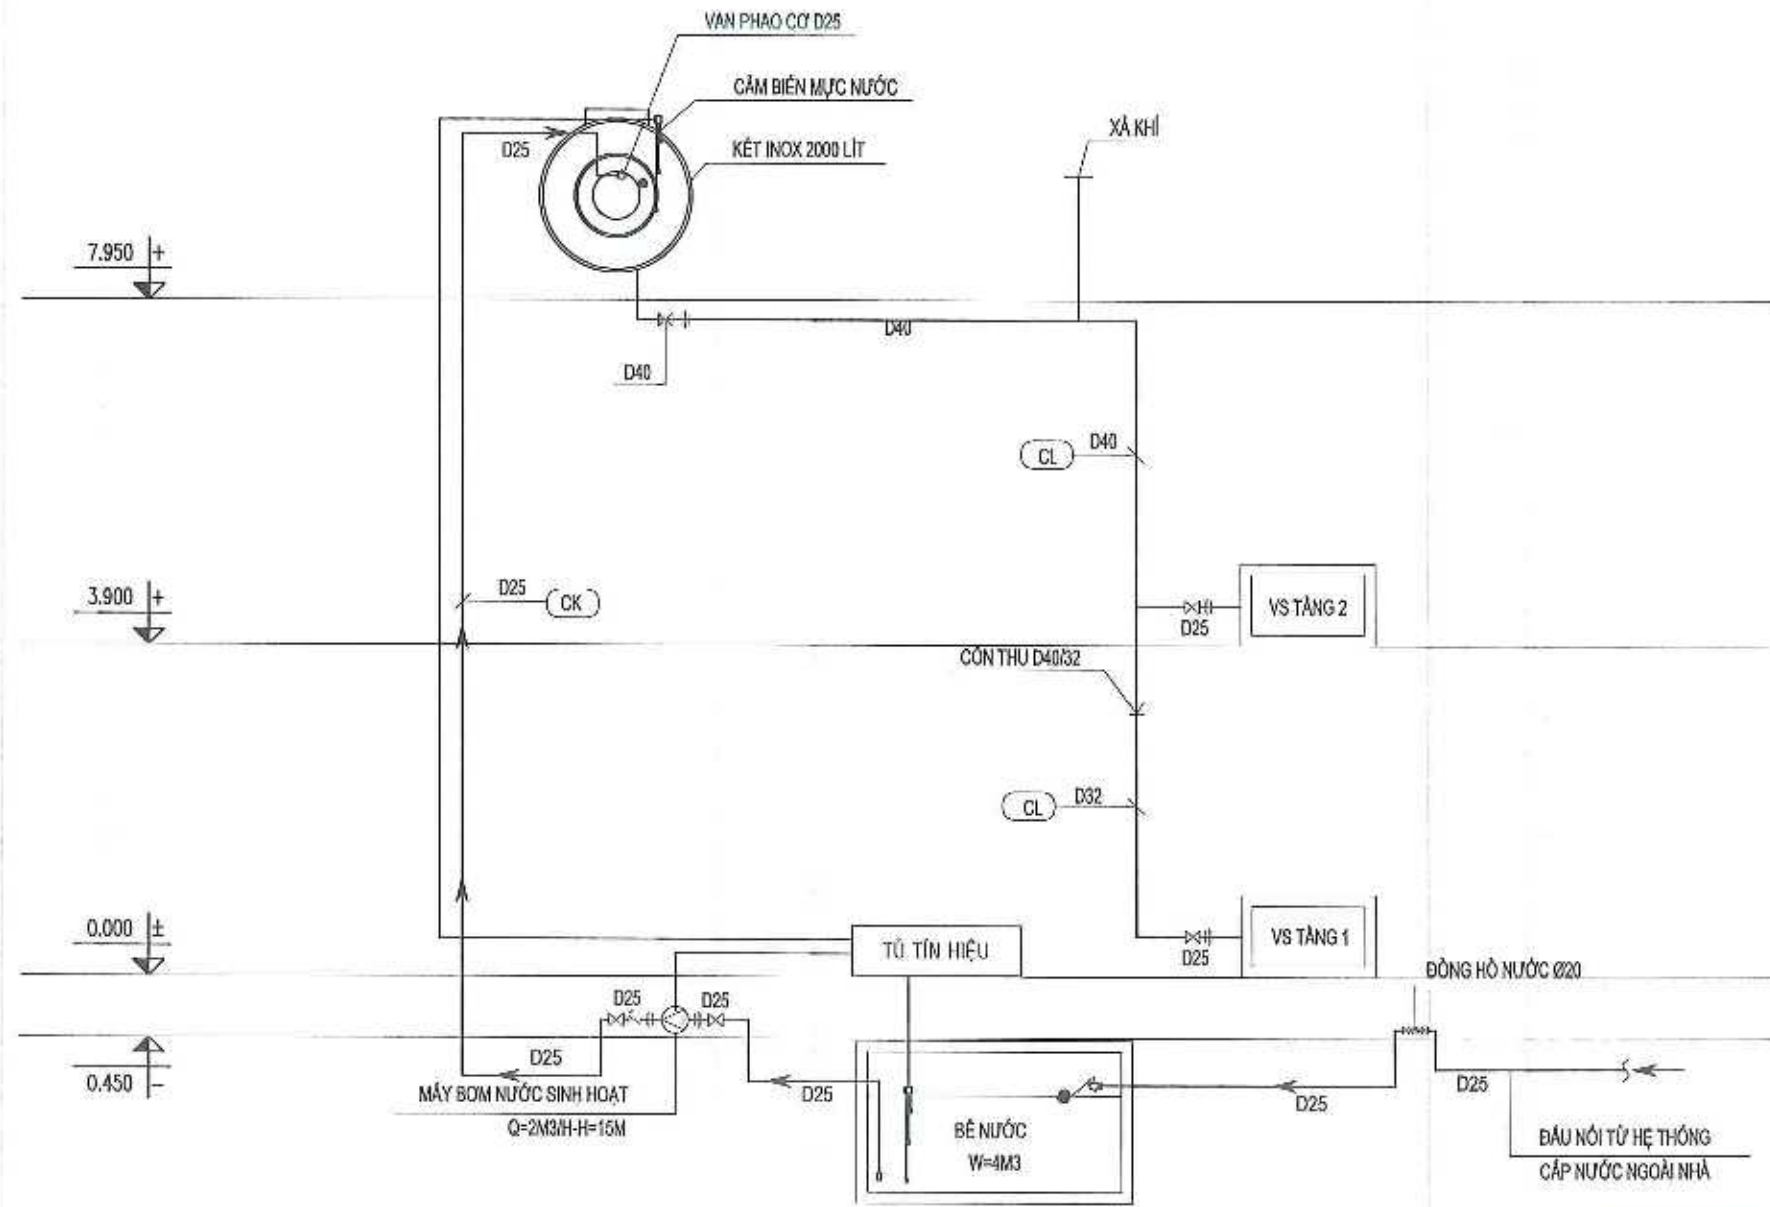 VAN PHAO CƠ D25
CẢM BIẾN MỰC NƯỚC
KÉT INOX 2000 LÍT
D25
XẢ KHÍ
7.950 +
D40
D40
CL
D40
3.900 +
D25
CK
VS TẦNG 2
D25
CÔN THU D40/32
CL
D32
0.000 ±
TỦ TÍN HIỆU
VS TẦNG 1
D25
ĐỒNG HỒ NƯỚC Ø20
D25
D25
D25
0.450 -
MÁY BƠM NƯỚC SINH HOẠT
Q=2M3/H-H=15M
D25
D25
D25
BỂ NƯỚC
W=4M3
ĐẤU NỐI TỪ HỆ THỐNG
CẤP NƯỚC NGOÀI NHÀ